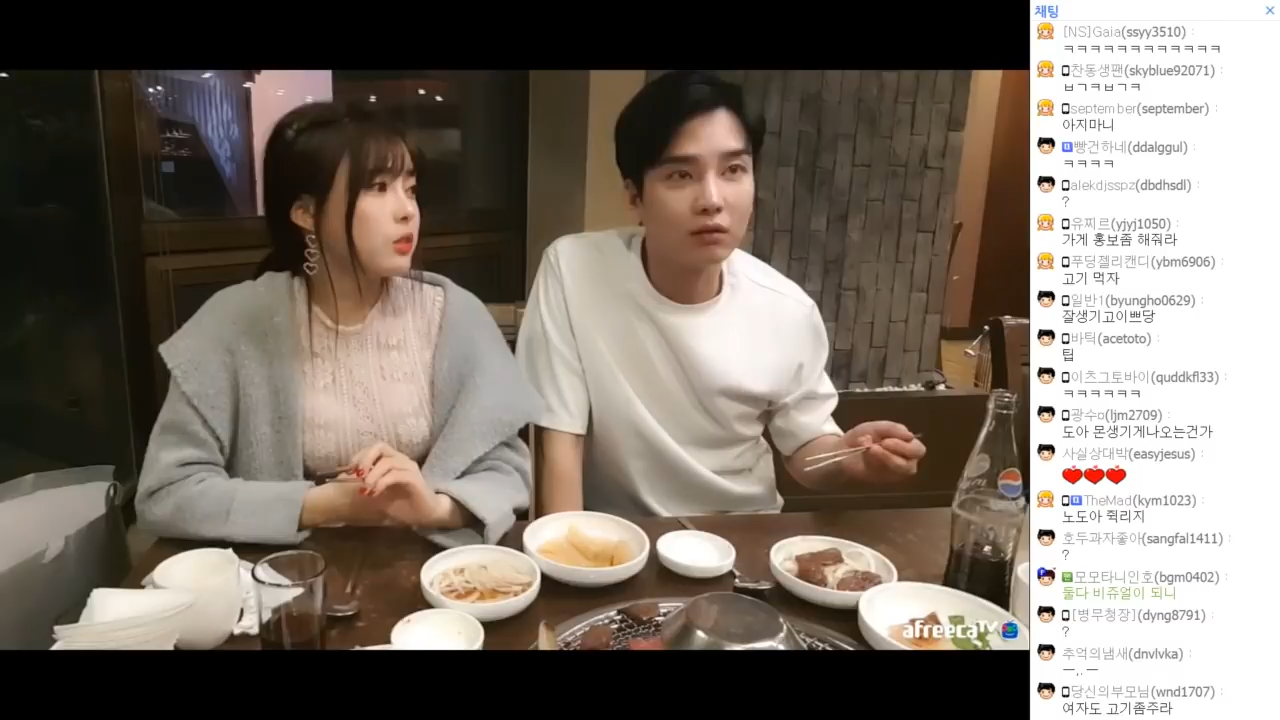 채팅
[NS]Gaia(ssyy3510) :
ㅋㅋㅋㅋㅋㅋㅋㅋㅋㅋㅋㅋ
찬동생팬(skyblue92071) :
ㅂㄱㅋㅂㄱㅋ
september(september) :
아지마니
빵건하네(ddalggul) :
ㅋㅋㅋㅋ
alekdjsspz(dbdhsdl) :
?
유찌르(yjyj1050) :
가게 홍보좀 해줘라
푸딩젤리캔디(ybm6906) :
고기 먹자
일반1(byungho0629) :
잘생기고이쁘당
바틱(acetoto) :
팁
이츠그토바이(quddkfl33) :
ㅋㅋㅋㅋㅋㅋ
광수o(ljm2709) :
도아 몬생기게나오는건가
사실상대박(easyjesus) :
TheMad(kym1023) :
노도아 쥑리지
호두과자좋아(sangfal1411) :
?
모모타니인호(bgm0402) :
둘다 비쥬얼이 되니
[병무청장](dyng8791) :
?
추억의냄새(dnvlvka) :
ㅡ,.ㅡ
당신의부모님(wnd1707) :
여자도 고기좀주라
afreecaTV